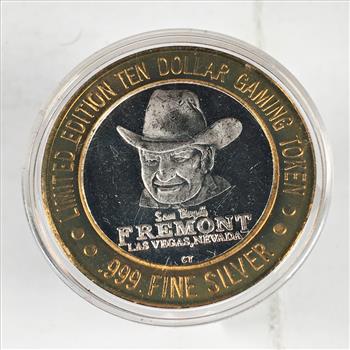 LIMITED EDITION TEN DOLLAR GAMING TOKEN
Sam Boyd's
FREMONT
LAS VEGAS, NEVADA
CT
.999 FINE SILVER